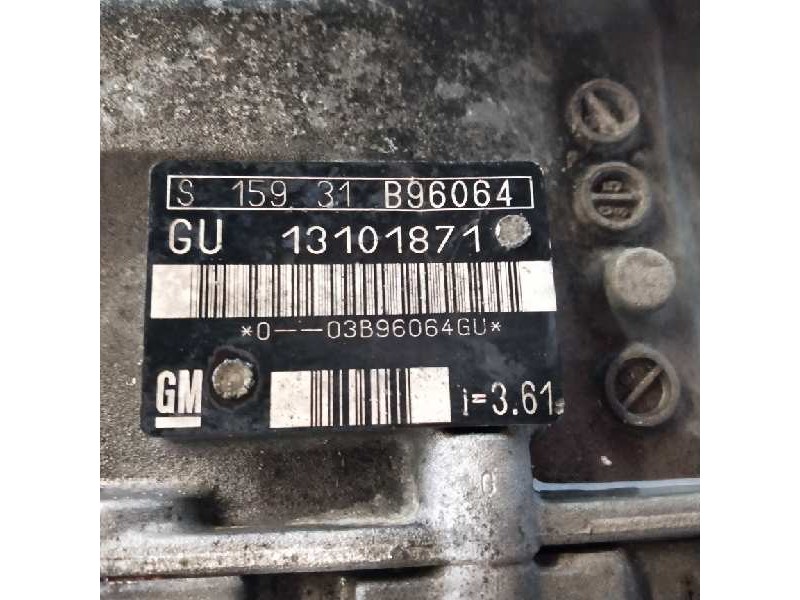 S 159 31 B96064
GU 13101871
*0--03B96064GU*
GM
i=3.61